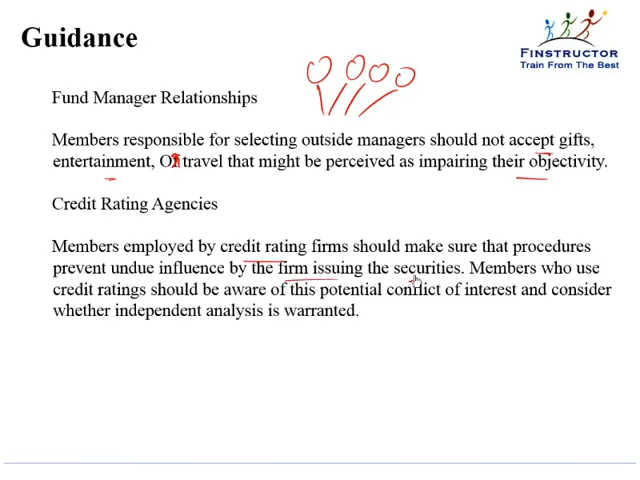 Guidance
FINSTRUCTOR
Train From The Best
Fund Manager Relationships
Members responsible for selecting outside managers should not accept gifts,
entertainment, Or travel that might be perceived as impairing their objectivity.
Credit Rating Agencies
Members employed by credit rating firms should make sure that procedures
prevent undue influence by the firm issuing the securities. Members who use
credit ratings should be aware of this potential conflict of interest and consider
whether independent analysis is warranted.